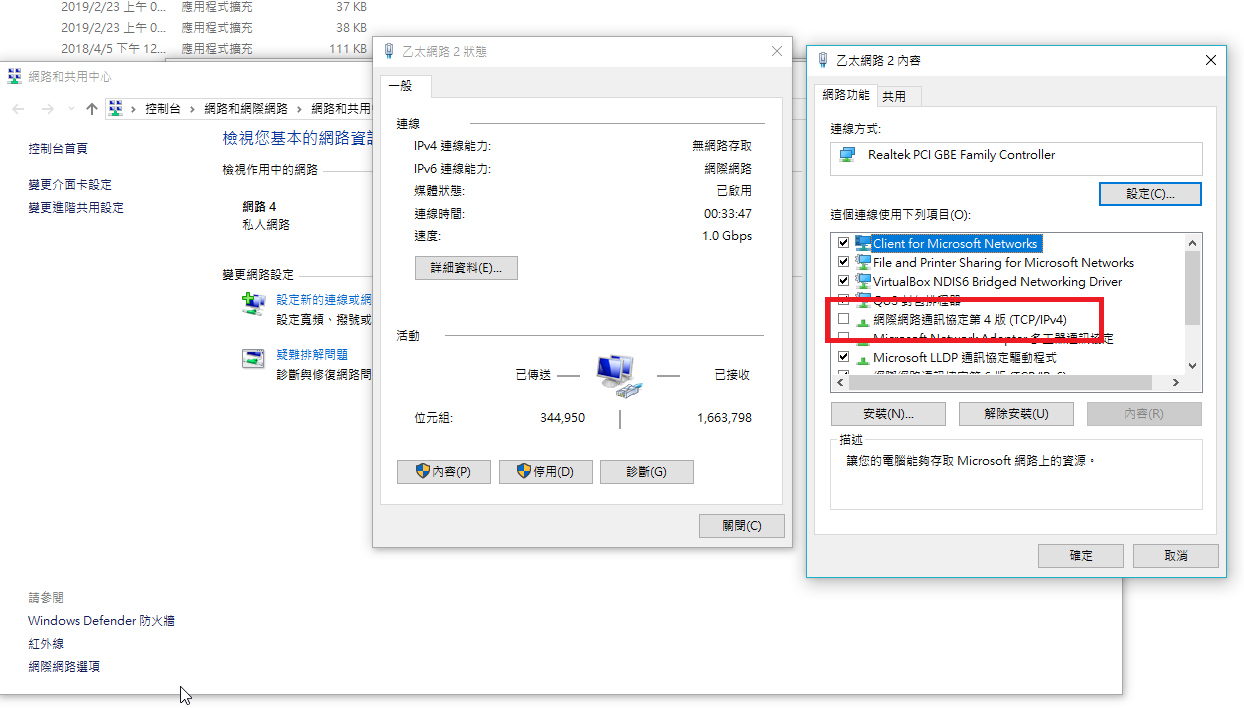 2019/2/23 上午 0... 應用程式擴充 37 KB
2019/2/23 上午 0... 應用程式擴充 38 KB
2018/4/5 下午 12... 應用程式擴充 111 KB
網路和共用中心
控制台 > 網路和網際網路 > 網路和共用
控制台首頁
變更介面卡設定
變更進階共用設定
檢視您基本的網路資訊
檢視作用中的網路
網路 4
私人網路
變更網路設定
設定新的連線或網
設定寬頻、撥號或
疑難排解問題
診斷與修復網路問
請參閱
Windows Defender 防火牆
紅外線
網際網路選項
乙太網路 2 狀態
一般
連線
IPv4 連線能力: 無網路存取
IPv6 連線能力: 網際網路
媒體狀態: 已啟用
連線時間: 00:33:47
速度: 1.0 Gbps
詳細資料(E)...
活動
已傳送 已接收
位元組: 344,950 1,663,798
內容(P) 停用(D) 診斷(G)
關閉(C)
乙太網路 2 內容
網路功能 共用
連線方式:
Realtek PCI GBE Family Controller
設定(C)...
這個連線使用下列項目(O):
Client for Microsoft Networks
File and Printer Sharing for Microsoft Networks
VirtualBox NDIS6 Bridged Networking Driver
QoS 封包排程器
網際網路通訊協定第 4 版 (TCP/IPv4)
Microsoft Network Adapter 多工器通訊協定
Microsoft LLDP 通訊協定驅動程式
網際網路通訊協定第 6 版 (TCP/IPv6)
安裝(N)... 解除安裝(U) 內容(R)
描述
讓您的電腦能夠存取 Microsoft 網路上的資源。
確定 取消